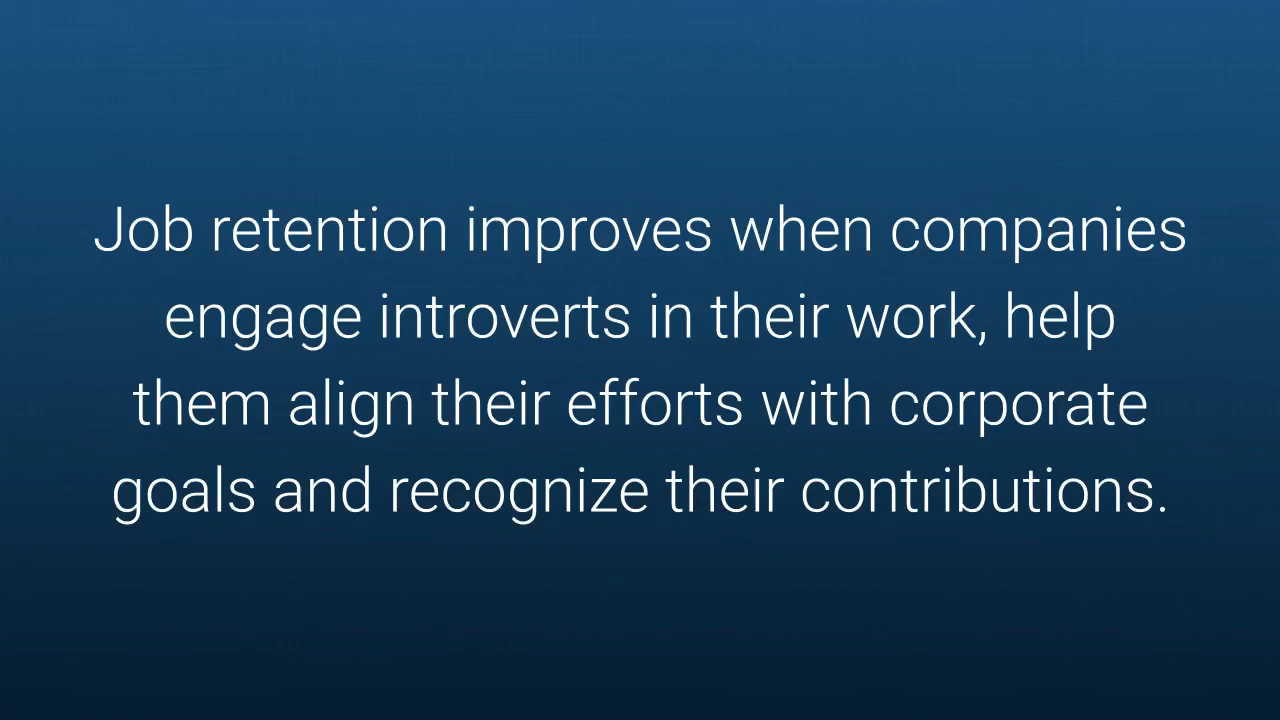 Job retention improves when companies
engage introverts in their work, help
them align their efforts with corporate
goals and recognize their contributions.